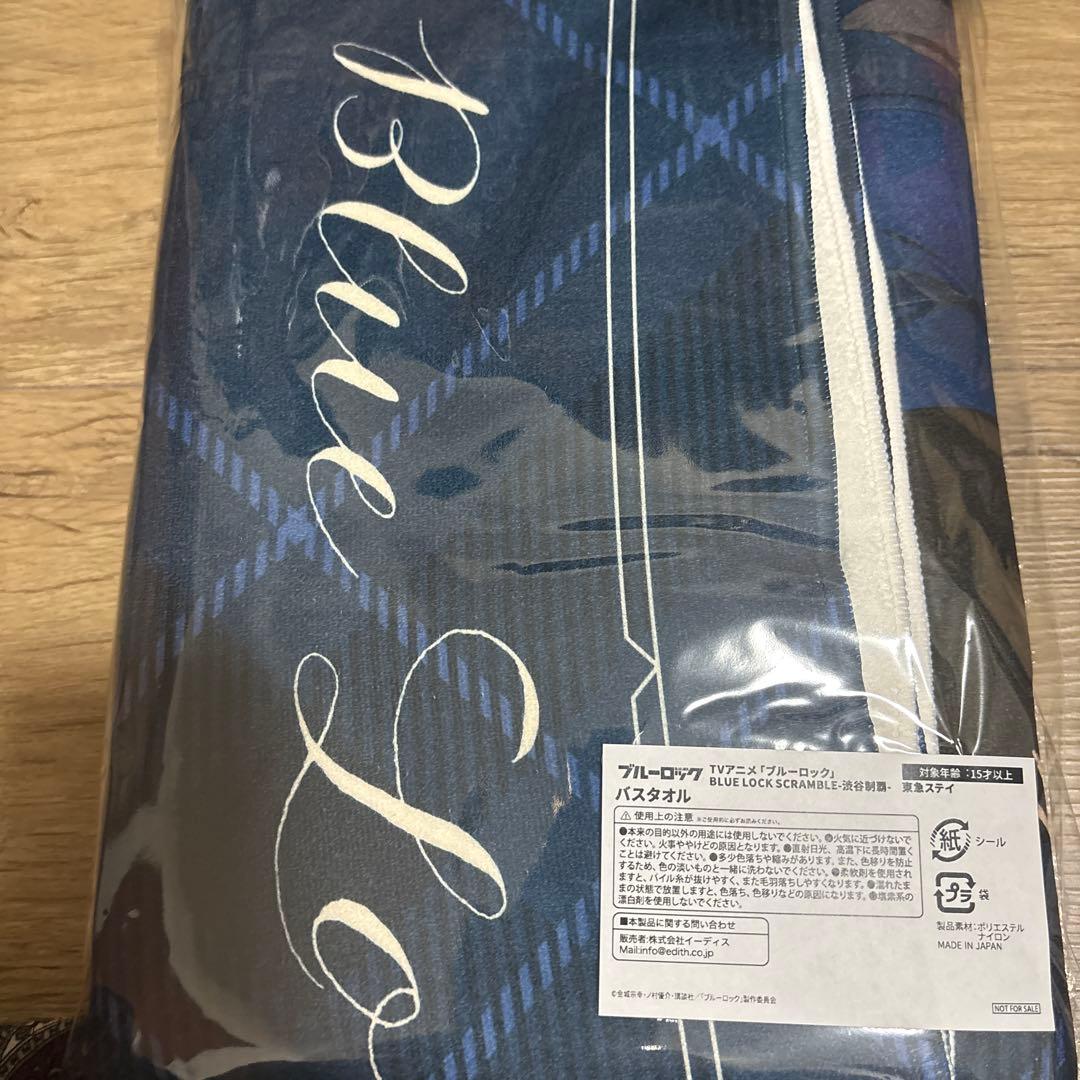 Blue Lo
ブルーロック TVアニメ「ブルーロック」
対象年齢:15才以上
BLUE LOCK SCRAMBLE-渋谷制覇- 東急ステイ
バスタオル
⚠使用上の注意 ※ご使用前に必ずお読みください。
●本来の目的以外の用途には使用しないでください。●火気に近づけないで
ください。火事ややけどの原因となります。●直射日光、高温下に長時間置く
ことは避けてください。●多少色落ちや縮みがあります。また、色移りを防止
するため、色の淡いものと一緒に洗わないでください。●柔軟剤を使用され
ますと、パイル糸が抜けやすく、また毛羽落ちしやすくなります。●濡れたま
まの状態で放置しますと、色落ち、色移りなどの原因になります。●塩素系の
漂白剤を使用しないでください。
紙 シール
プラ 袋
■本製品に関する問い合わせ
販売者:株式会社イーディス
Mail:info@edith.co.jp
製品素材:ポリエステル
ナイロン
MADE IN JAPAN
©金城宗幸・ノ村優介・講談社/「ブルーロック」製作委員会
NOT FOR SALE